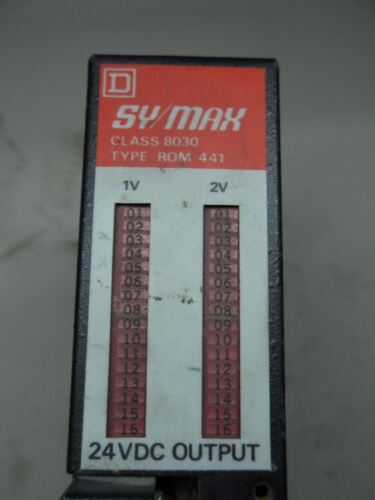 D
SY/MAX
CLASS 8030
TYPE ROM 441
1V 2V
01 01
02 02
03 03
04 04
05 05
06 06
07 07
08 08
09 09
10 10
11 11
12 12
13 13
14 14
15 15
16 16
24VDC OUTPUT